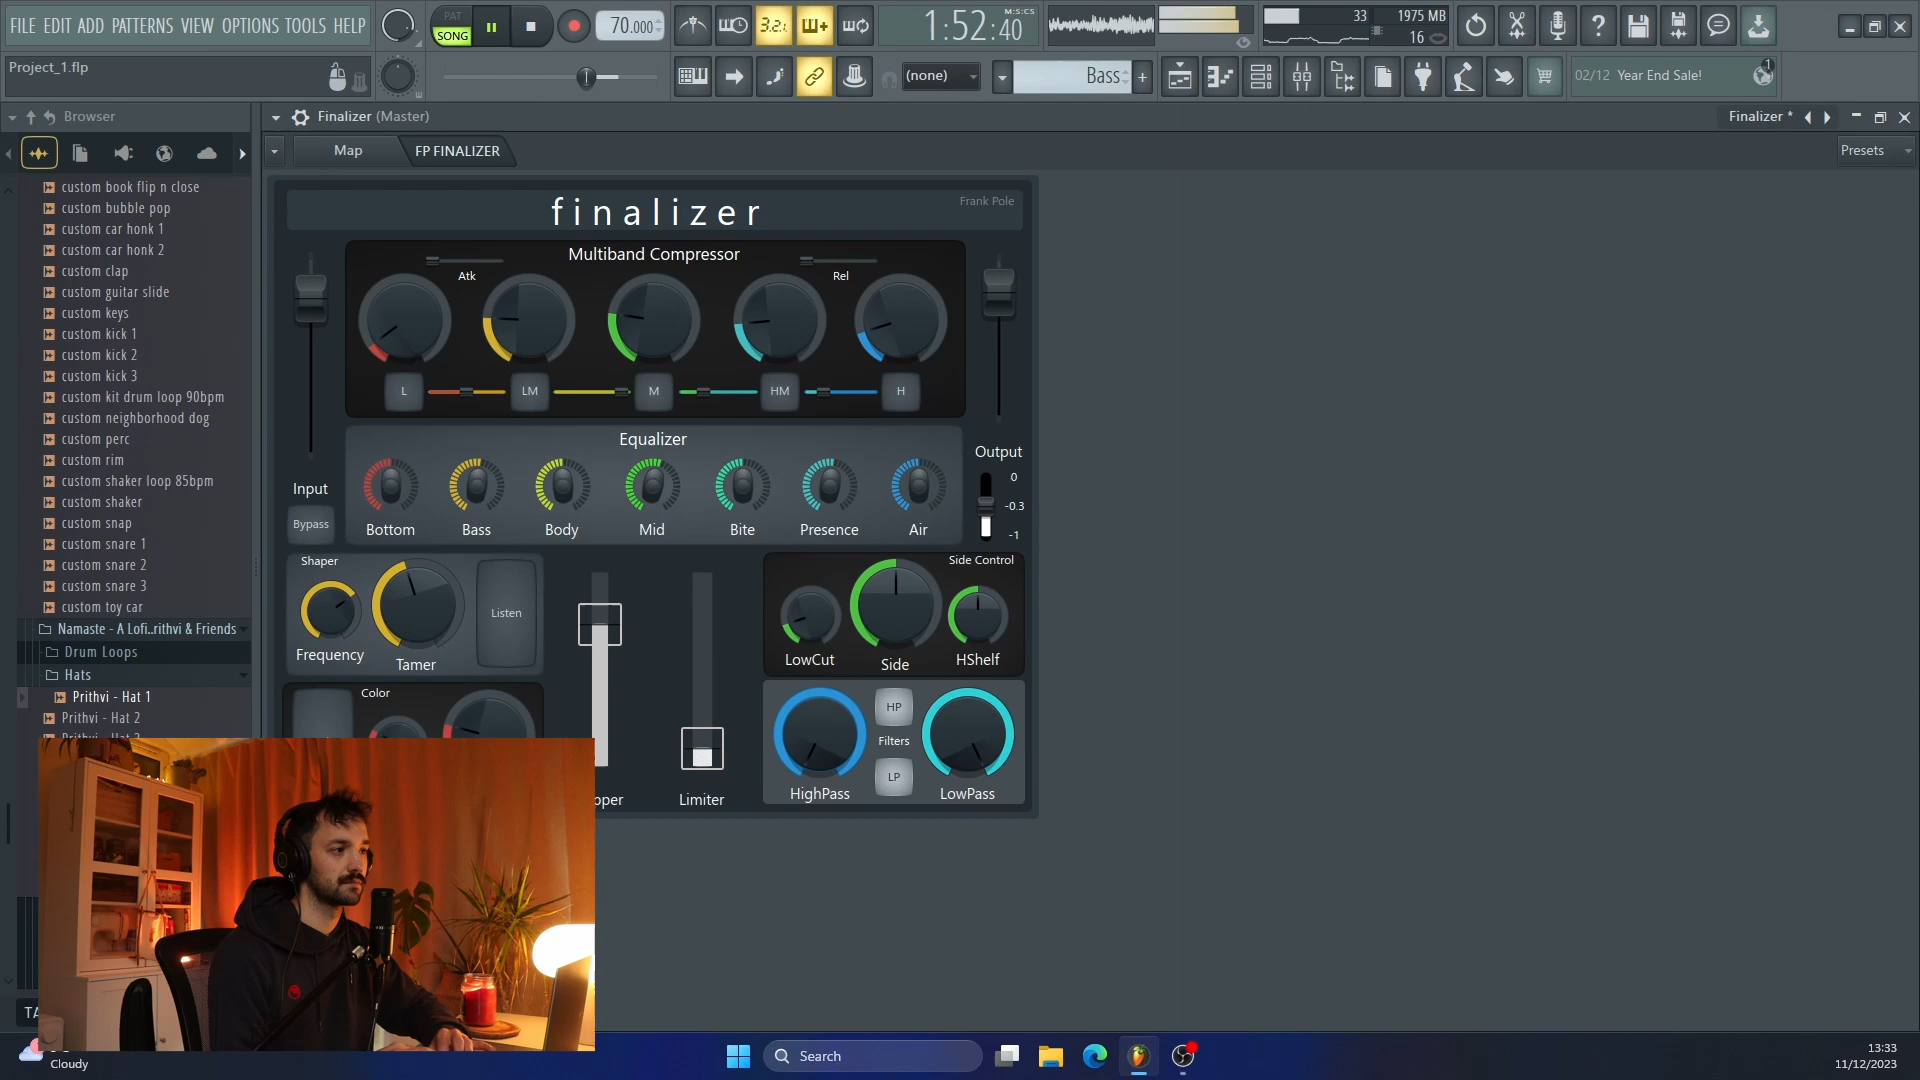 FILE EDIT ADD PATTERNS VIEW OPTIONS TOOLS HELP
PAT
SONG
70.000
3.2.1
1:52:40
M:S:CS
33
1975 MB
16
Project_1.flp
(none)
Bass
02/12 Year End Sale!
1
Browser
Finalizer (Master)
Finalizer *
Map
FP FINALIZER
Presets
custom book flip n close
custom bubble pop
custom car honk 1
custom car honk 2
custom clap
custom guitar slide
custom keys
custom kick 1
custom kick 2
custom kick 3
custom kit drum loop 90bpm
custom neighborhood dog
custom perc
custom rim
custom shaker loop 85bpm
custom shaker
custom snap
custom snare 1
custom snare 2
custom snare 3
custom toy car
Namaste - A Lofi..rithvi & Friends
Drum Loops
Hats
Prithvi - Hat 1
Prithvi - Hat 2
finalizer
Frank Pole
Multiband Compressor
Atk
Rel
L
LM
M
HM
H
Equalizer
Input
Bypass
Output
0
-0.3
-1
Bottom
Bass
Body
Mid
Bite
Presence
Air
Shaper
Listen
Frequency
Tamer
Side Control
LowCut
Side
HShelf
Color
HP
Filters
LP
HighPass
LowPass
pper
Limiter
TA
Cloudy
Search
13:33
11/12/2023